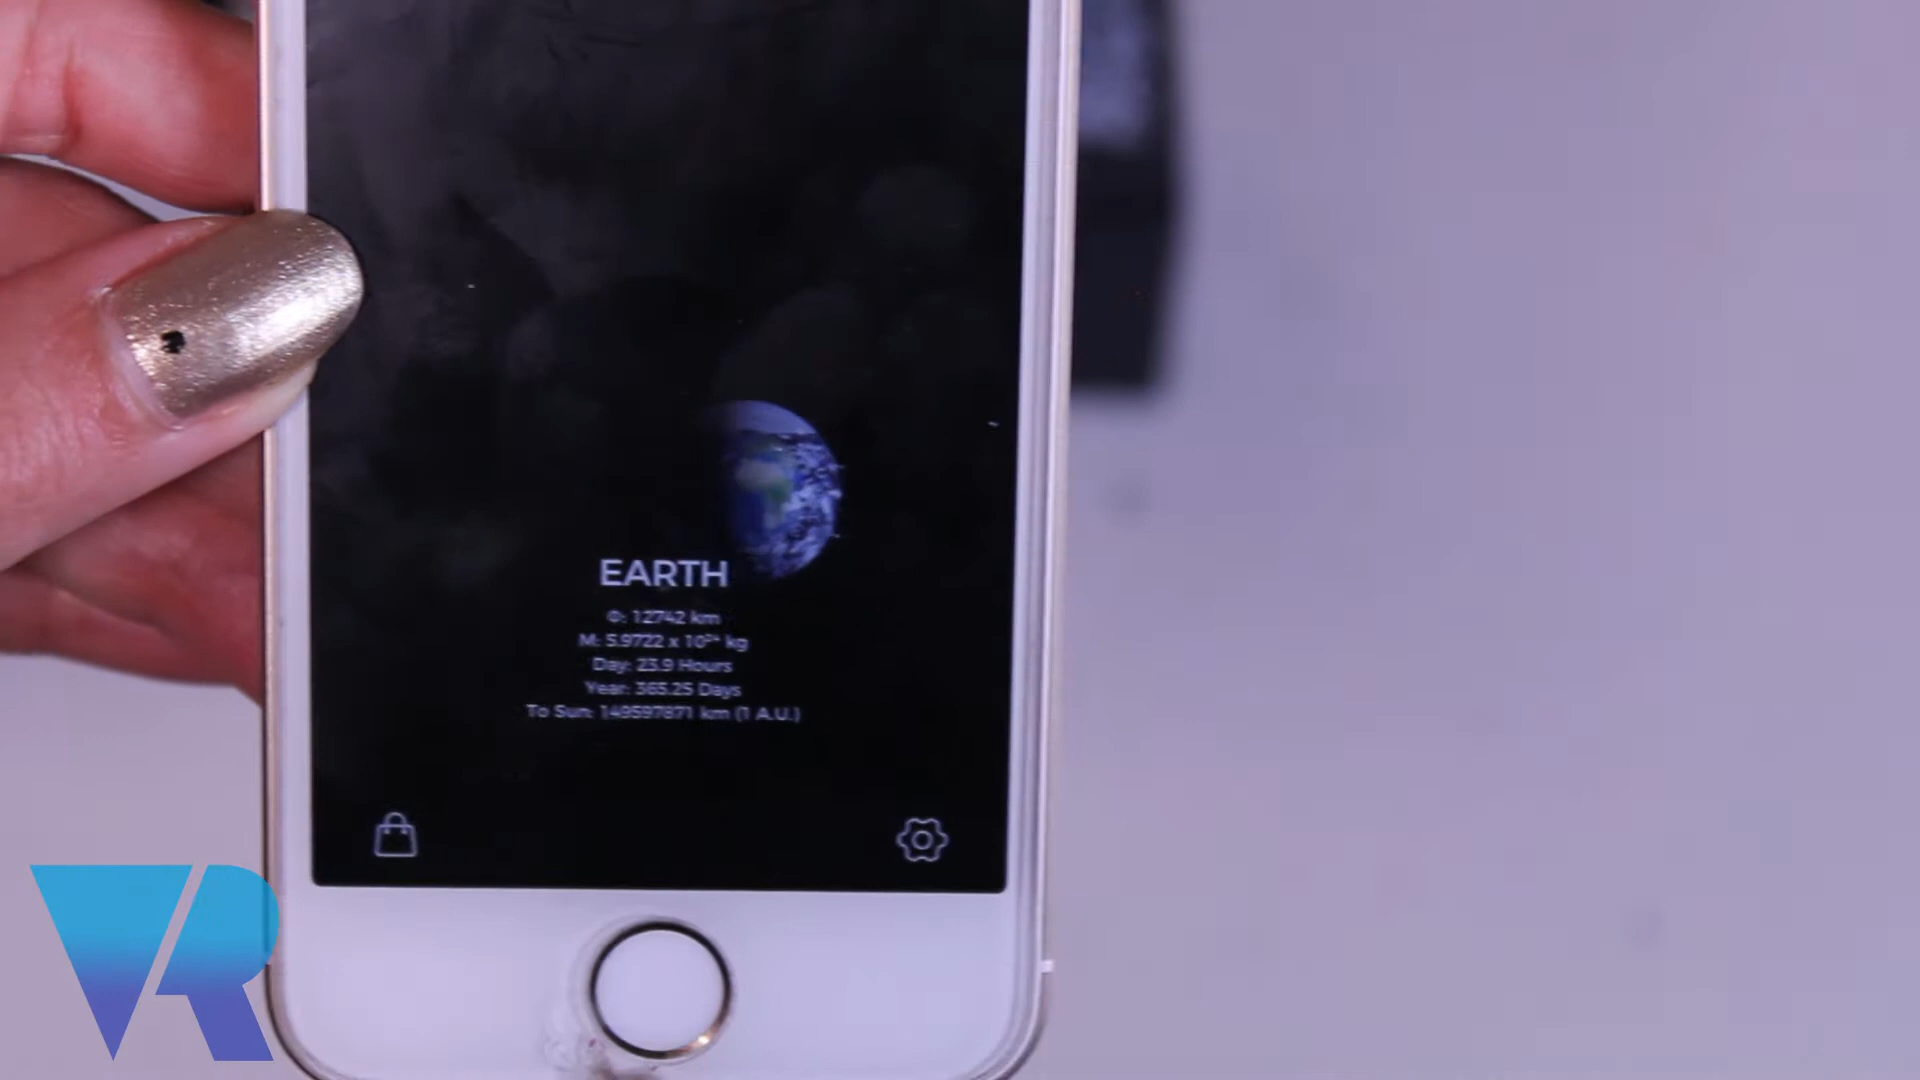 EARTH
Φ: 12742 km
M: 5.9722 x 10²⁴ kg
Day: 23.9 Hours
Year: 365.25 Days
To Sun: 149597871 km (1 A.U.)
VR